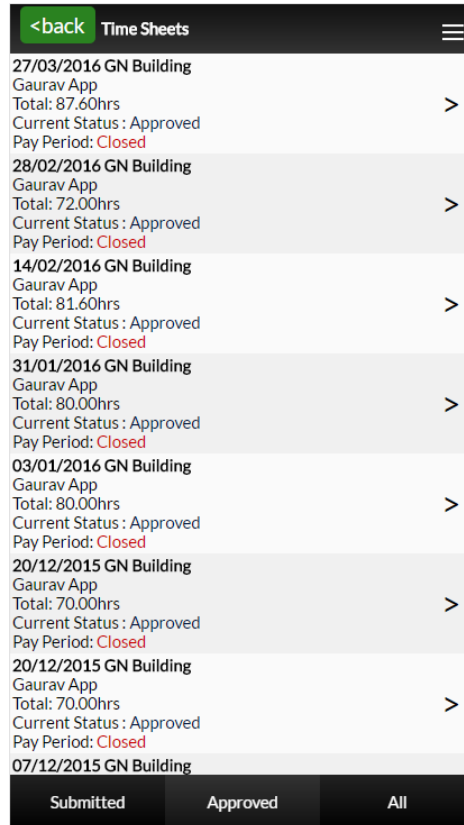 <back Time Sheets
27/03/2016 GN Building
Gaurav App
Total: 87.60hrs
Current Status : Approved
Pay Period: Closed
>
28/02/2016 GN Building
Gaurav App
Total: 72.00hrs
Current Status : Approved
Pay Period: Closed
>
14/02/2016 GN Building
Gaurav App
Total: 81.60hrs
Current Status : Approved
Pay Period: Closed
>
31/01/2016 GN Building
Gaurav App
Total: 80.00hrs
Current Status : Approved
Pay Period: Closed
>
03/01/2016 GN Building
Gaurav App
Total: 80.00hrs
Current Status : Approved
Pay Period: Closed
>
20/12/2015 GN Building
Gaurav App
Total: 70.00hrs
Current Status : Approved
Pay Period: Closed
>
20/12/2015 GN Building
Gaurav App
Total: 70.00hrs
Current Status : Approved
Pay Period: Closed
>
07/12/2015 GN Building
Submitted Approved All